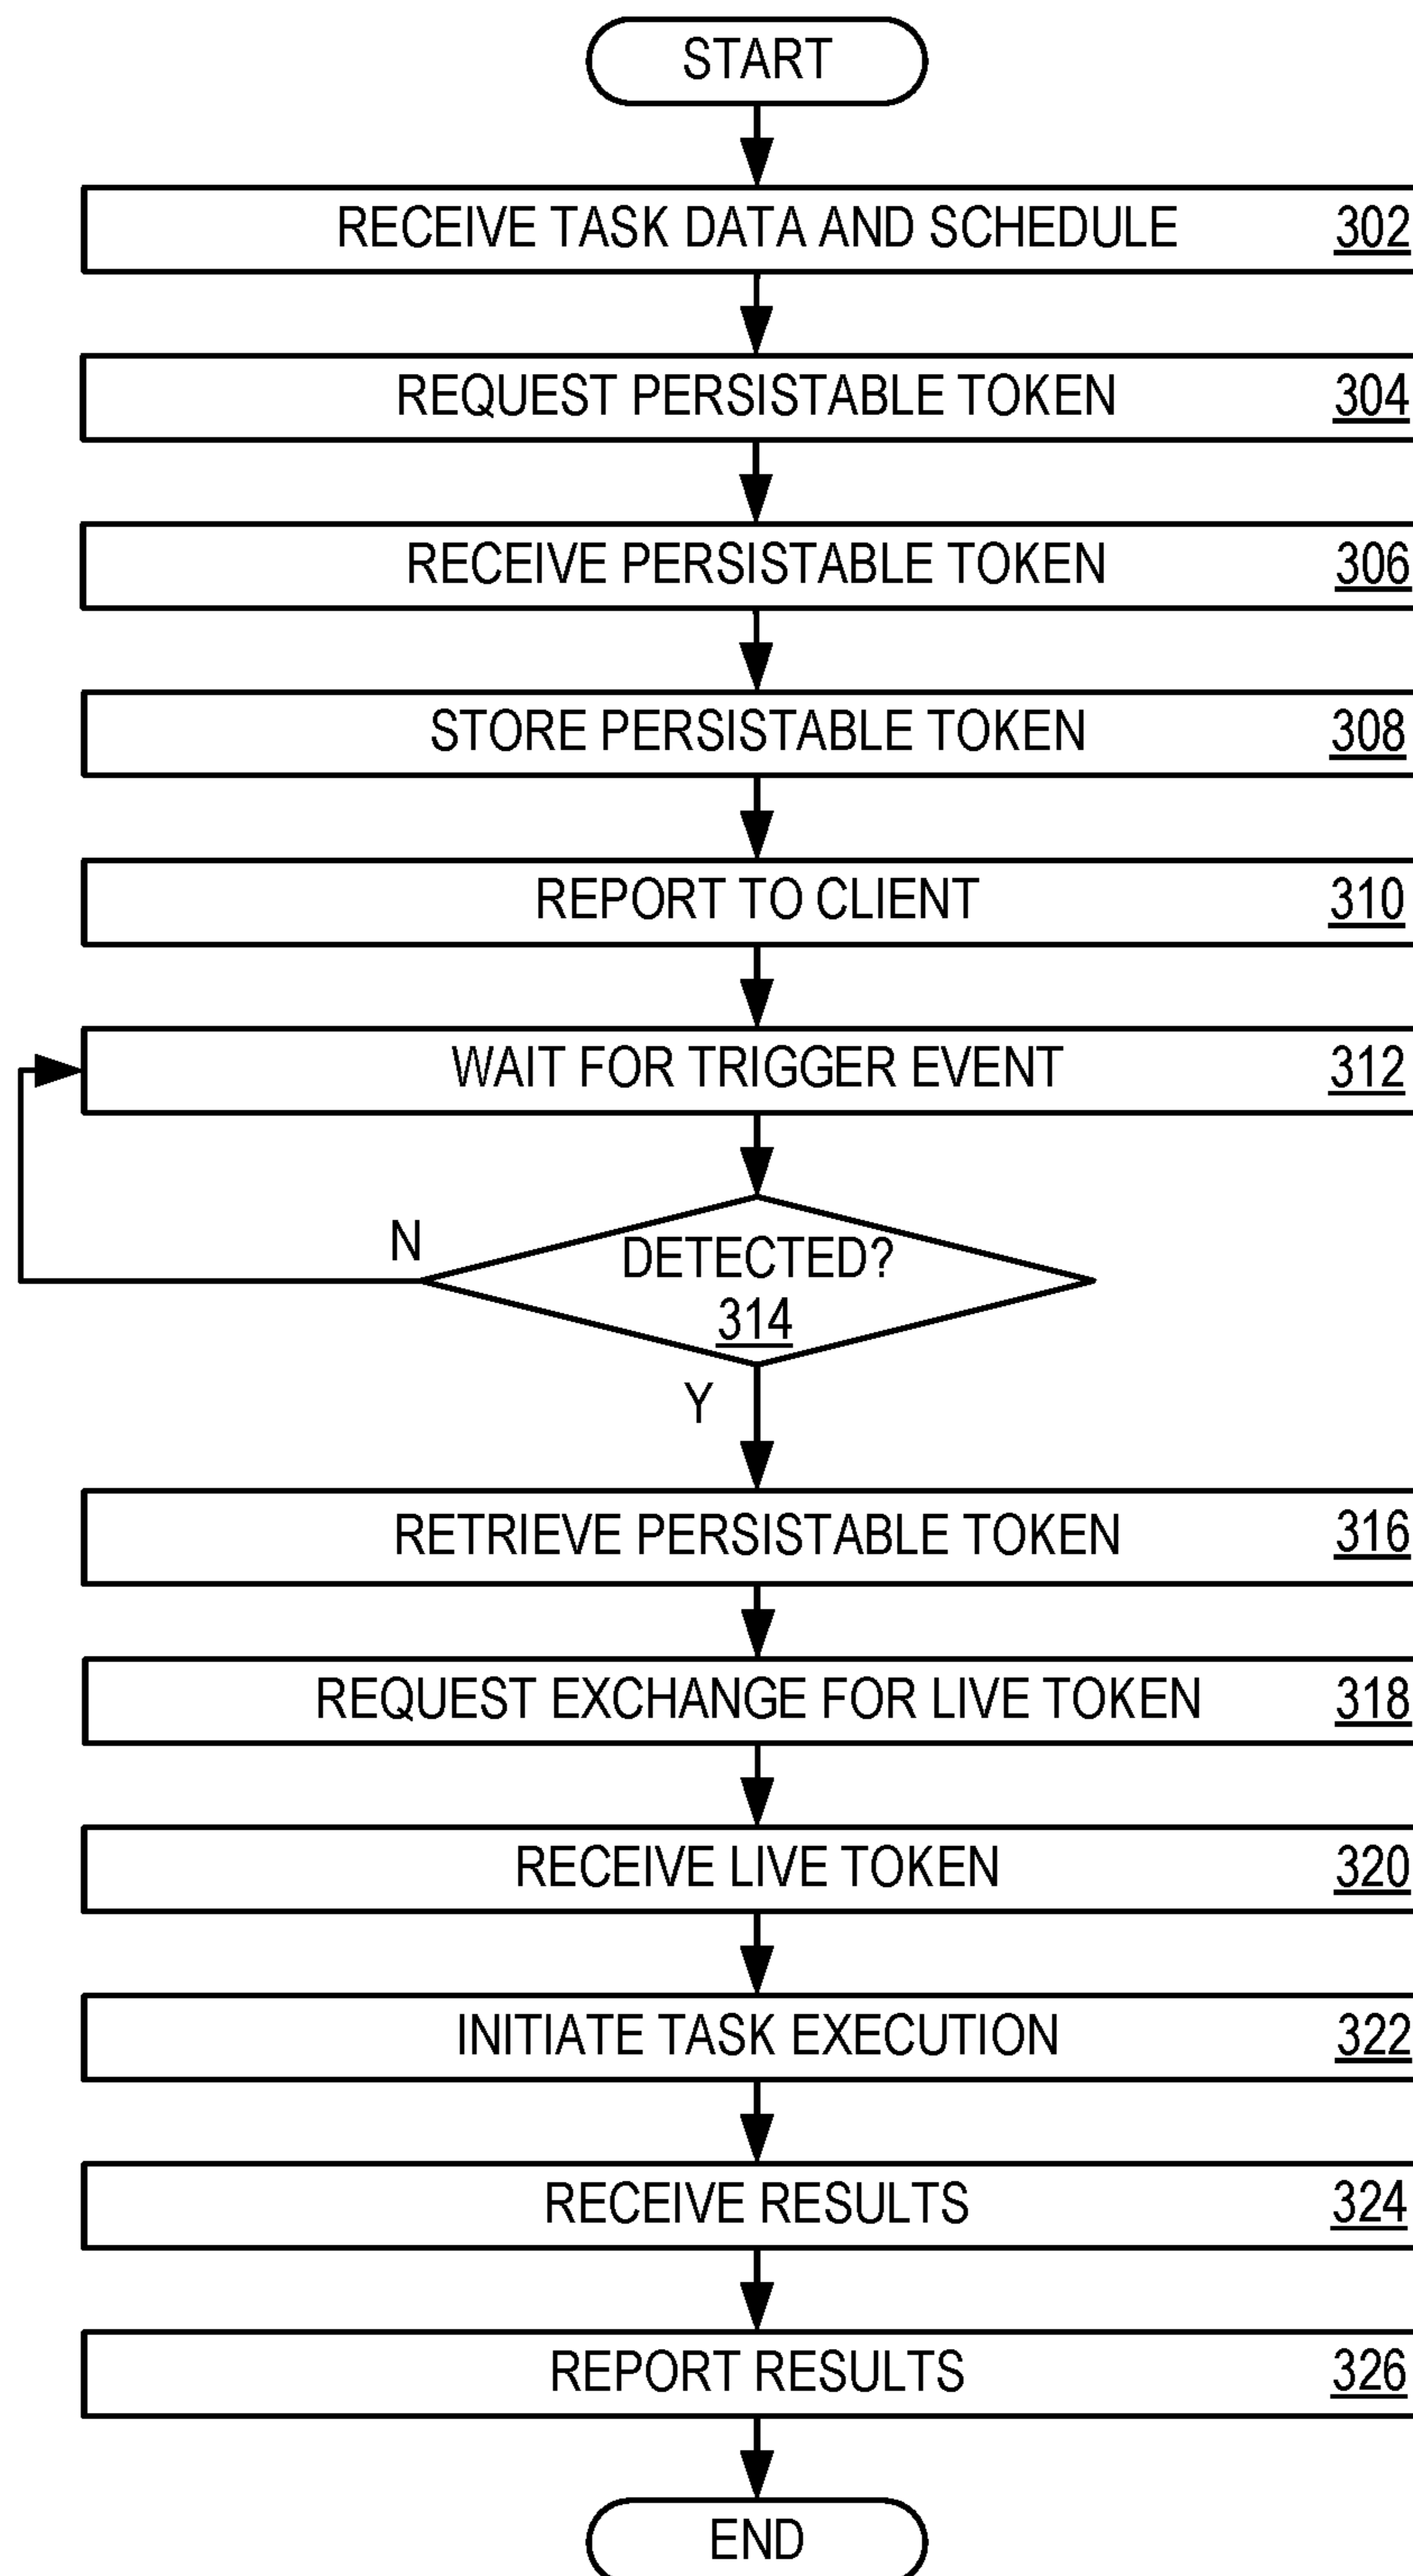 START
RECEIVE TASK DATA AND SCHEDULE 302
REQUEST PERSISTABLE TOKEN 304
RECEIVE PERSISTABLE TOKEN 306
STORE PERSISTABLE TOKEN 308
REPORT TO CLIENT 310
WAIT FOR TRIGGER EVENT 312
N
DETECTED?
314
Y
RETRIEVE PERSISTABLE TOKEN 316
REQUEST EXCHANGE FOR LIVE TOKEN 318
RECEIVE LIVE TOKEN 320
INITIATE TASK EXECUTION 322
RECEIVE RESULTS 324
REPORT RESULTS 326
END